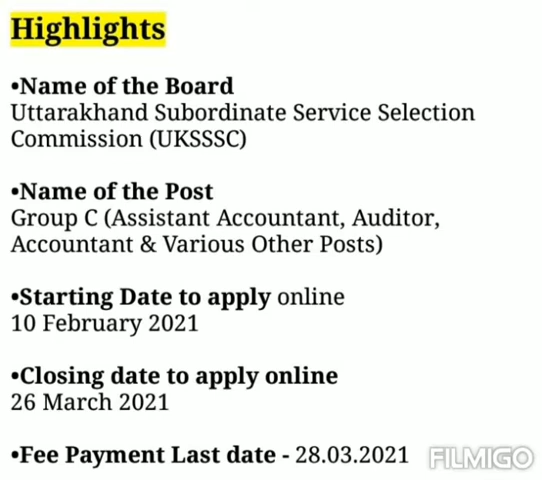 Highlights
•Name of the Board
Uttarakhand Subordinate Service Selection
Commission (UKSSSC)
•Name of the Post
Group C (Assistant Accountant, Auditor,
Accountant & Various Other Posts)
•Starting Date to apply online
10 February 2021
•Closing date to apply online
26 March 2021
•Fee Payment Last date - 28.03.2021 FILMIGO